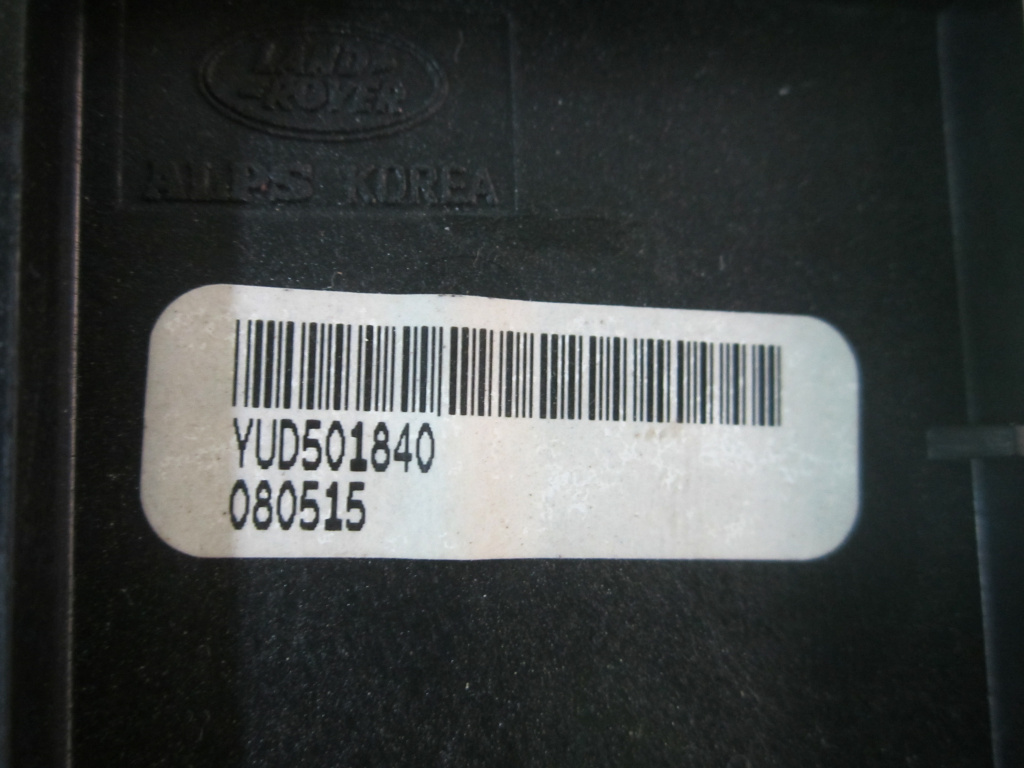 LAND-
-ROVER
ALPS KOREA
YUD501840
080515